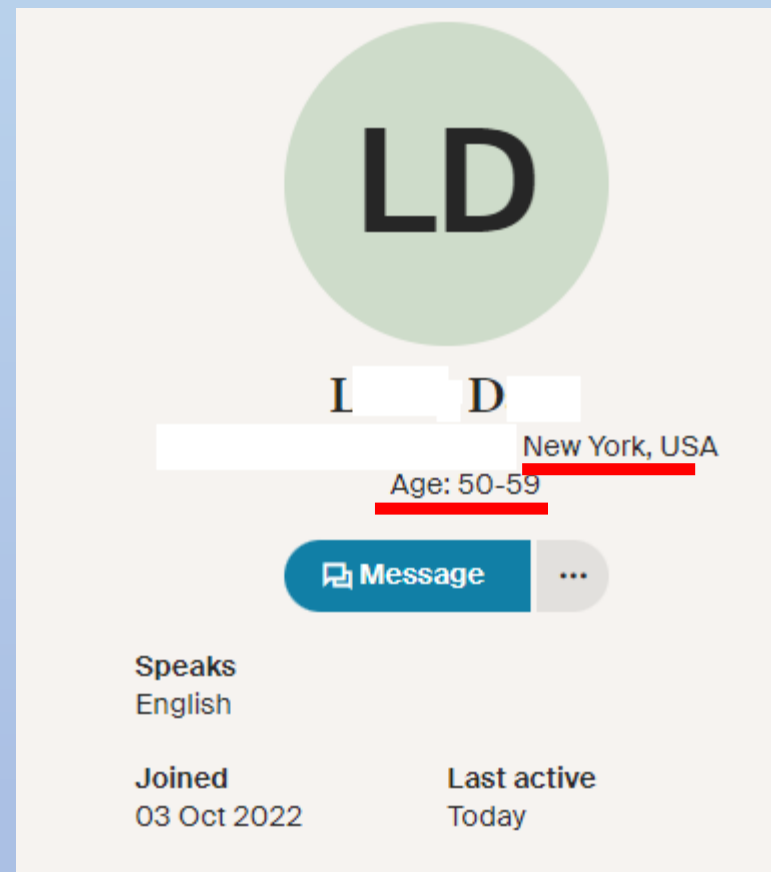 LD
L D
New York, USA
Age: 50-59
Message
Speaks
English
Joined Last active
03 Oct 2022 Today